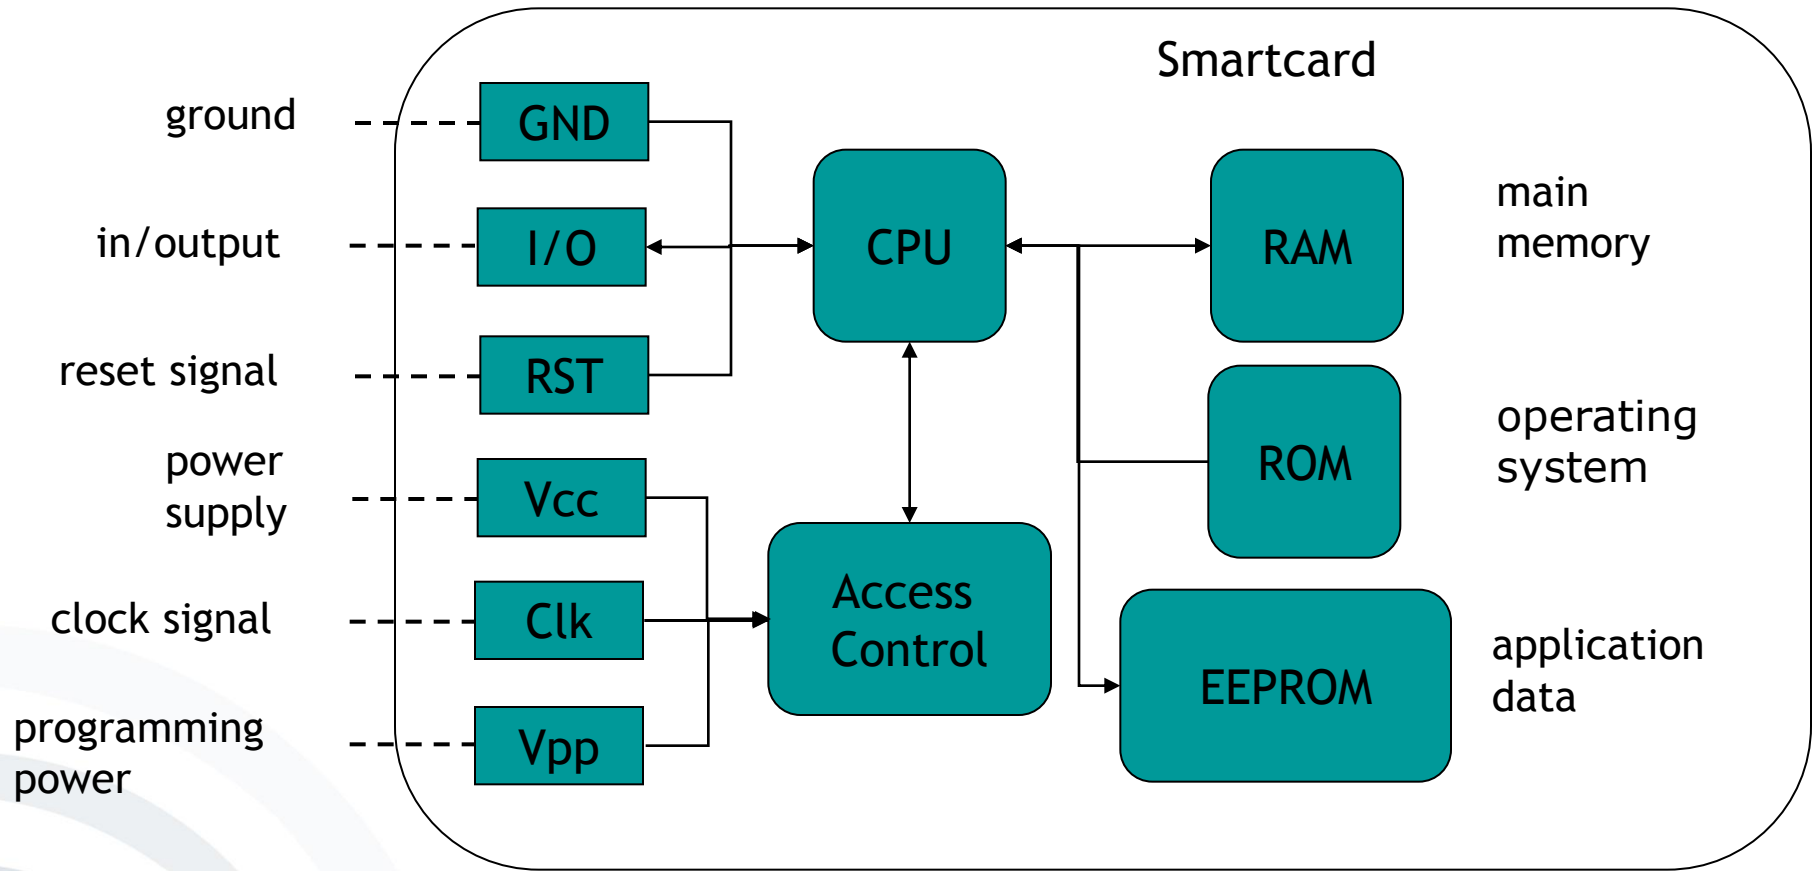 Smartcard
ground
GND
in/output
I/O
reset signal
RST
power
supply
Vcc
clock signal
Clk
programming
power
Vpp
CPU
Access
Control
RAM
main
memory
ROM
operating
system
EEPROM
application
data